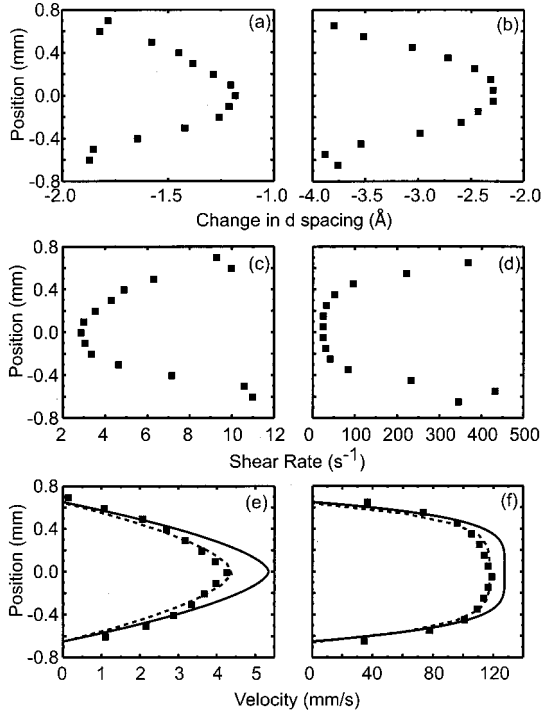 0.8
0.4
0.0
-0.4
-0.8
Position (mm)
(a)
(b)
-2.0 -1.5 -1.0
-4.0 -3.5 -3.0 -2.5 -2.0
Change in d spacing (Å)
0.8
0.4
0.0
-0.4
-0.8
Position (mm)
(c)
(d)
2 4 6 8 10 12
0 100 200 300 400 500
Shear Rate (s⁻¹)
0.8
0.4
0.0
-0.4
-0.8
Position (mm)
(e)
(f)
0 1 2 3 4 5
0 40 80 120
Velocity (mm/s)